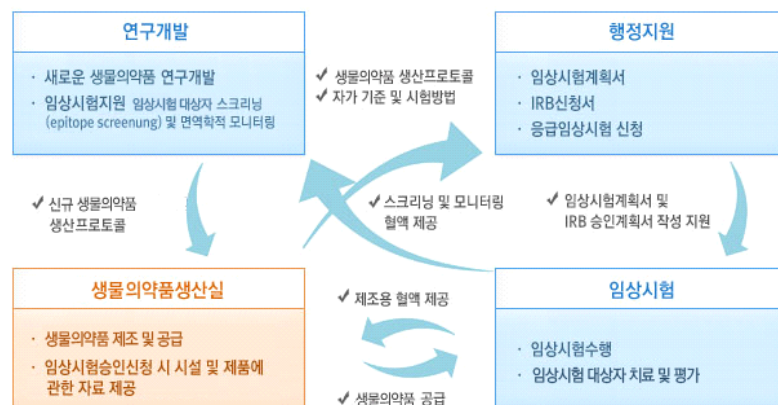 연구개발
· 새로운 생물의약품 연구개발
· 임상시험지원 임상시험 대상자 스크리닝
(epitope screenung) 및 면역학적 모니터링
✓ 생물의약품 생산프로토콜
✓ 자가 기준 및 시험방법
행정지원
· 임상시험계획서
· IRB신청서
· 응급임상시험 신청
✓ 신규 생물의약품
생산프로토콜
✓ 스크리닝 및 모니터링
혈액 제공
✓ 임상시험계획서 및
IRB 승인계획서 작성 지원
생물의약품생산실
· 생물의약품 제조 및 공급
· 임상시험승인신청 시 시설 및 제품에
관한 자료 제공
✓ 제조용 혈액 제공
✓ 생물의약품 공급
임상시험
· 임상시험수행
· 임상시험 대상자 치료 및 평가